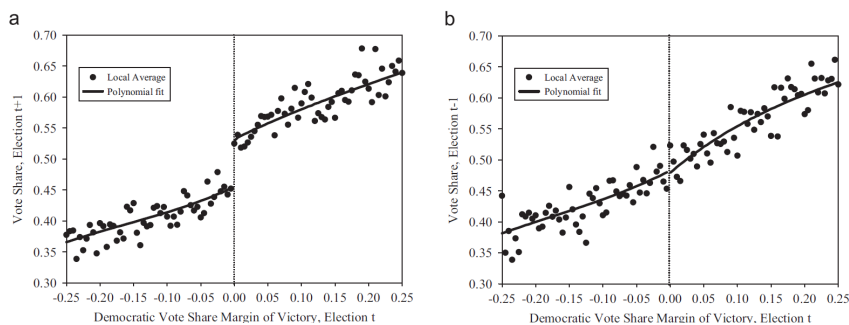 a
0.70
0.65
0.60
0.55
0.50
0.45
0.40
0.35
0.30
Vote Share, Election t+1
Local Average
Polynomial fit
-0.25 -0.20 -0.15 -0.10 -0.05 0.00 0.05 0.10 0.15 0.20 0.25
Democratic Vote Share Margin of Victory, Election t
b
0.70
0.65
0.60
0.55
0.50
0.45
0.40
0.35
0.30
Vote Share, Election t-1
Local Average
Polynomial fit
-0.25 -0.20 -0.15 -0.10 -0.05 0.00 0.05 0.10 0.15 0.20 0.25
Democratic Vote Share Margin of Victory, Election t